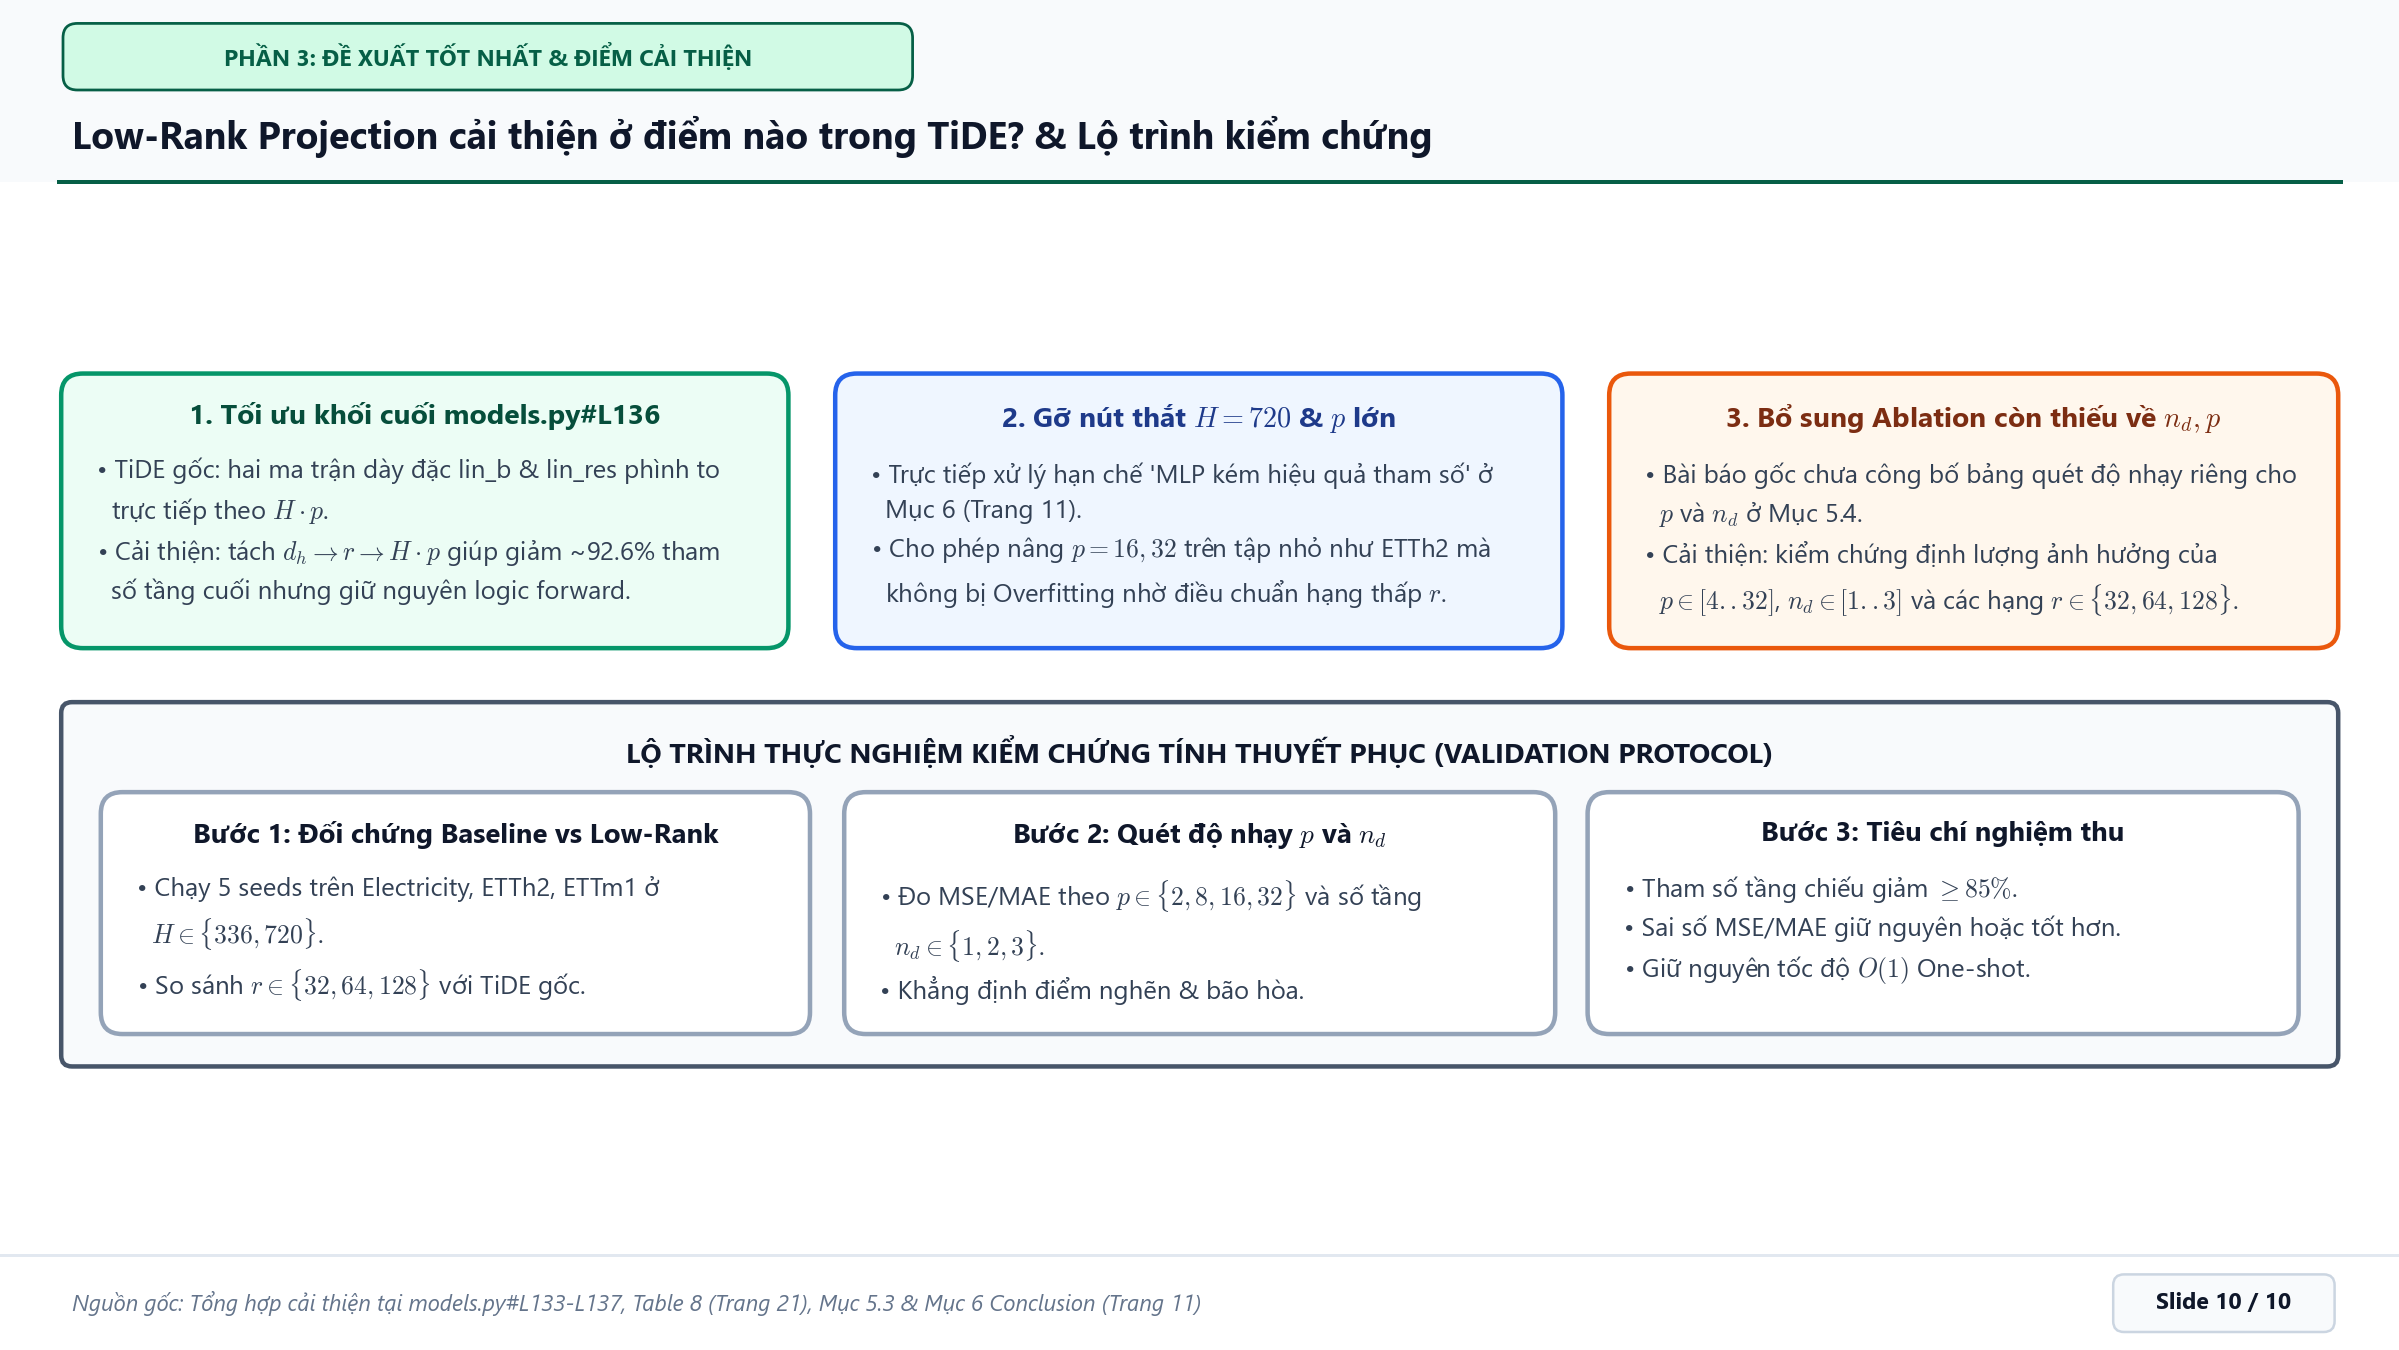 PHẦN 3: ĐỀ XUẤT TỐT NHẤT & ĐIỂM CẢI THIỆN
Low-Rank Projection cải thiện ở điểm nào trong TiDE? & Lộ trình kiểm chứng
1. Tối ưu khối cuối models.py#L136
• TiDE gốc: hai ma trận dày đặc lin_b & lin_res phình to
trực tiếp theo H · p.
• Cải thiện: tách d_h → r → H · p giúp giảm ~92.6% tham
số tầng cuối nhưng giữ nguyên logic forward.
2. Gỡ nút thắt H = 720 & p lớn
• Trực tiếp xử lý hạn chế 'MLP kém hiệu quả tham số' ở
Mục 6 (Trang 11).
• Cho phép nâng p = 16, 32 trên tập nhỏ như ETTh2 mà
không bị Overfitting nhờ điều chuẩn hạng thấp r.
3. Bổ sung Ablation còn thiếu về n_d, p
• Bài báo gốc chưa công bố bảng quét độ nhạy riêng cho
p và n_d ở Mục 5.4.
• Cải thiện: kiểm chứng định lượng ảnh hưởng của
p ∈ [4..32], n_d ∈ [1..3] và các hạng r ∈ {32, 64, 128}.
LỘ TRÌNH THỰC NGHIỆM KIỂM CHỨNG TÍNH THUYẾT PHỤC (VALIDATION PROTOCOL)
Bước 1: Đối chứng Baseline vs Low-Rank
• Chạy 5 seeds trên Electricity, ETTh2, ETTm1 ở
H ∈ {336, 720}.
• So sánh r ∈ {32, 64, 128} với TiDE gốc.
Bước 2: Quét độ nhạy p và n_d
• Đo MSE/MAE theo p ∈ {2, 8, 16, 32} và số tầng
n_d ∈ {1, 2, 3}.
• Khẳng định điểm nghẽn & bão hòa.
Bước 3: Tiêu chí nghiệm thu
• Tham số tầng chiếu giảm ≥ 85%.
• Sai số MSE/MAE giữ nguyên hoặc tốt hơn.
• Giữ nguyên tốc độ O(1) One-shot.
Nguồn gốc: Tổng hợp cải thiện tại models.py#L133-L137, Table 8 (Trang 21), Mục 5.3 & Mục 6 Conclusion (Trang 11)
Slide 10 / 10